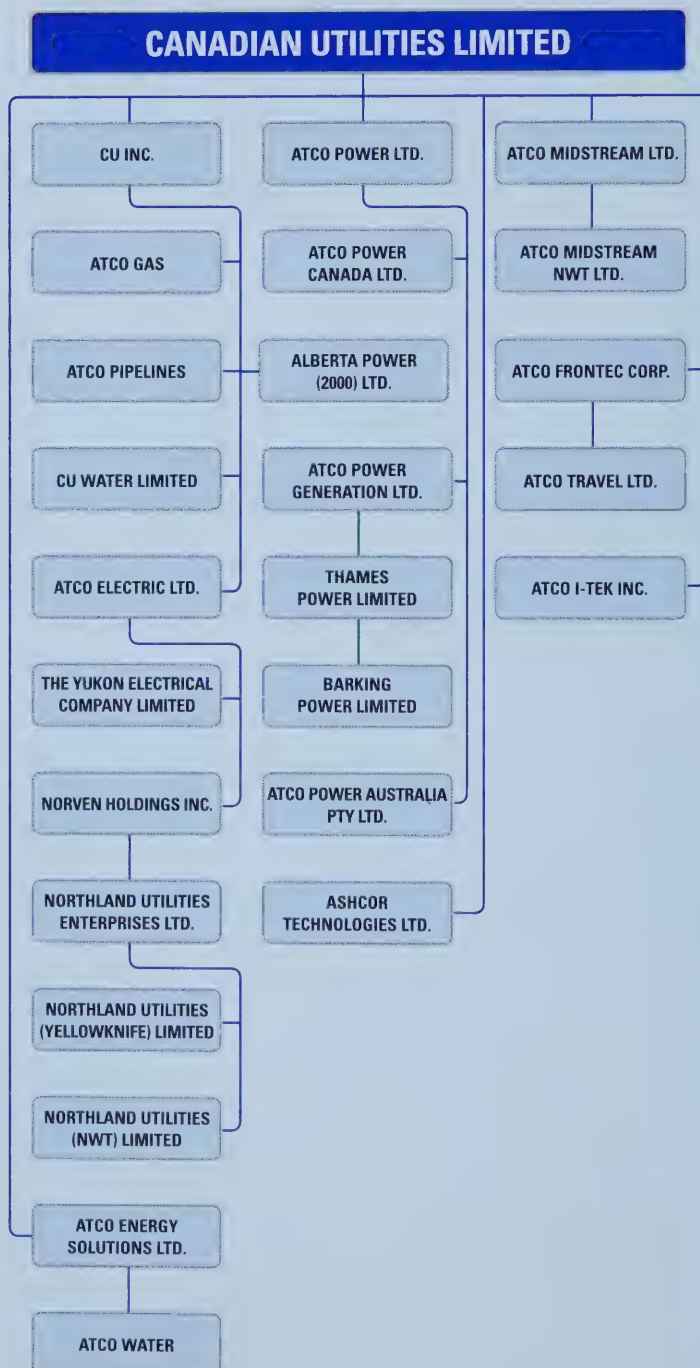 CANADIAN UTILITIES LIMITED
CU INC.
ATCO GAS
ATCO PIPELINES
CU WATER LIMITED
ATCO ELECTRIC LTD.
THE YUKON ELECTRICAL
COMPANY LIMITED
NORVEN HOLDINGS INC.
NORTHLAND UTILITIES
ENTERPRISES LTD.
NORTHLAND UTILITIES
(YELLOWKNIFE) LIMITED
NORTHLAND UTILITIES
(NWT) LIMITED
ATCO ENERGY
SOLUTIONS LTD.
ATCO WATER
ATCO POWER LTD.
ATCO POWER
CANADA LTD.
ALBERTA POWER
(2000) LTD.
ATCO POWER
GENERATION LTD.
THAMES
POWER LIMITED
BARKING
POWER LIMITED
ATCO POWER AUSTRALIA
PTY LTD.
ASHCOR
TECHNOLOGIES LTD.
ATCO MIDSTREAM LTD.
ATCO MIDSTREAM
NWT LTD.
ATCO FRONTEC CORP.
ATCO TRAVEL LTD.
ATCO I-TEK INC.